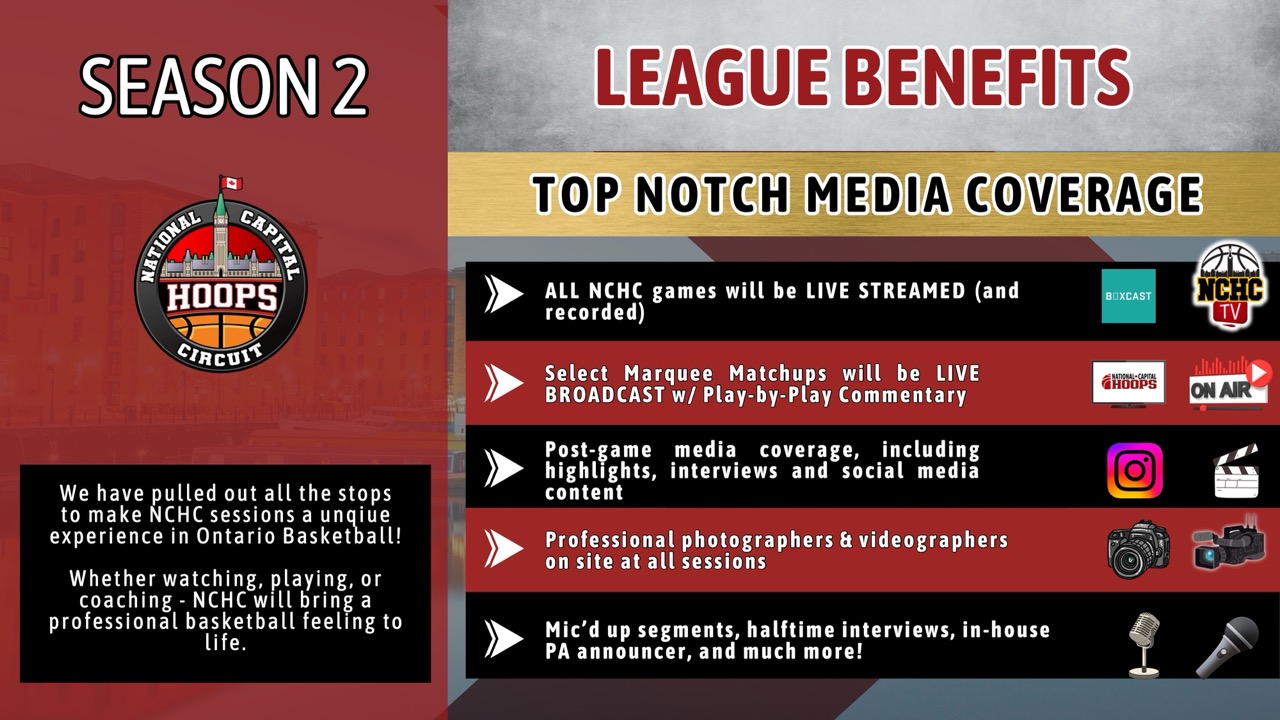 SEASON 2
NATIONAL CAPITAL
HOOPS
CIRCUIT
We have pulled out all the stops
to make NCHC sessions a unqiue
experience in Ontario Basketball!
Whether watching, playing, or
coaching - NCHC will bring a
professional basketball feeling to
life.
LEAGUE BENEFITS
TOP NOTCH MEDIA COVERAGE
ALL NCHC games will be LIVE STREAMED (and
recorded)
BOXCAST
NCHC
TV
Select Marquee Matchups will be LIVE
BROADCAST w/ Play-by-Play Commentary
NATIONAL CAPITAL
HOOPS
ON AIR
Post-game media coverage, including
highlights, interviews and social media
content
Professional photographers & videographers
on site at all sessions
Mic’d up segments, halftime interviews, in-house
PA announcer, and much more!